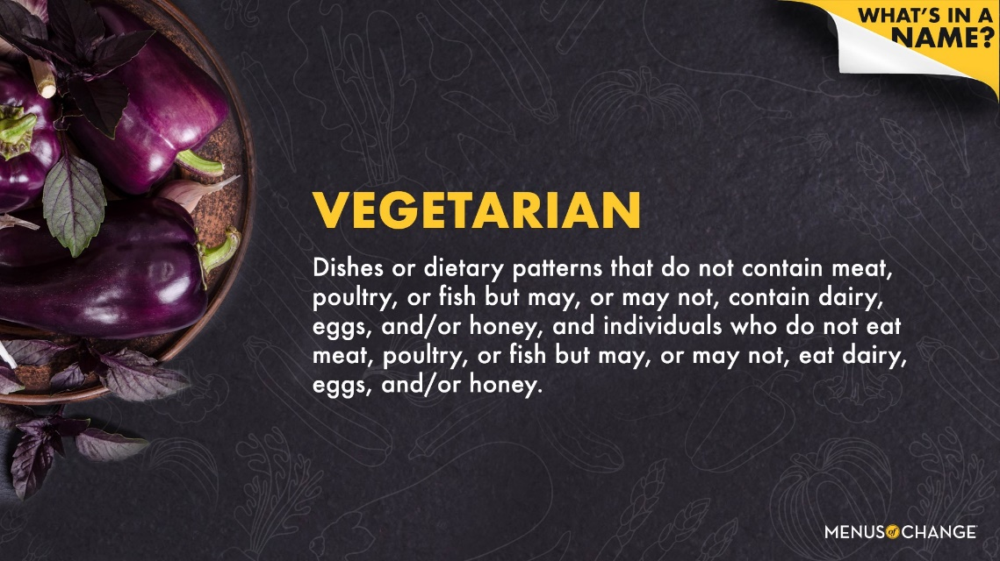 WHAT'S IN A
NAME?
VEGETARIAN
Dishes or dietary patterns that do not contain meat,
poultry, or fish but may, or may not, contain dairy,
eggs, and/or honey, and individuals who do not eat
meat, poultry, or fish but may, or may not, eat dairy,
eggs, and/or honey.
MENUS of CHANGE